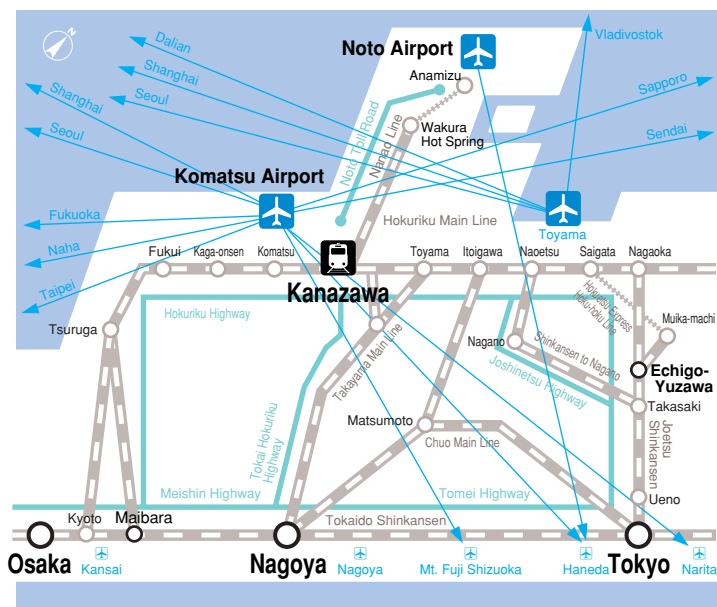 Dalian
Vladivostok
Noto Airport
Shanghai
Anamizu
Sapporo
Shanghai
Seoul
Noto Toll Road
Nanao Line
Wakura
Hot Spring
Seoul
Sendai
Komatsu Airport
Fukuoka
Hokuriku Main Line
Toyama
Naha
Fukui
Kaga-onsen
Komatsu
Toyama
Itoigawa
Naoetsu
Saigata
Nagaoka
Taipei
Kanazawa
Hokuriku Highway
Hokuetsu Express
Hoku-hoku Line
Muika-machi
Tsuruga
Takayama Main Line
Nagano
Shinkansen to Nagano
Echigo-
Yuzawa
Joshinetsu Highway
Takasaki
Matsumoto
Chuo Main Line
Joetsu
Shinkansen
Tokai Hokuriku
Highway
Meishin Highway
Tomei Highway
Ueno
Kyoto
Maibara
Tokaido Shinkansen
Osaka
Kansai
Nagoya
Nagoya
Mt. Fuji Shizuoka
Haneda
Tokyo
Narita